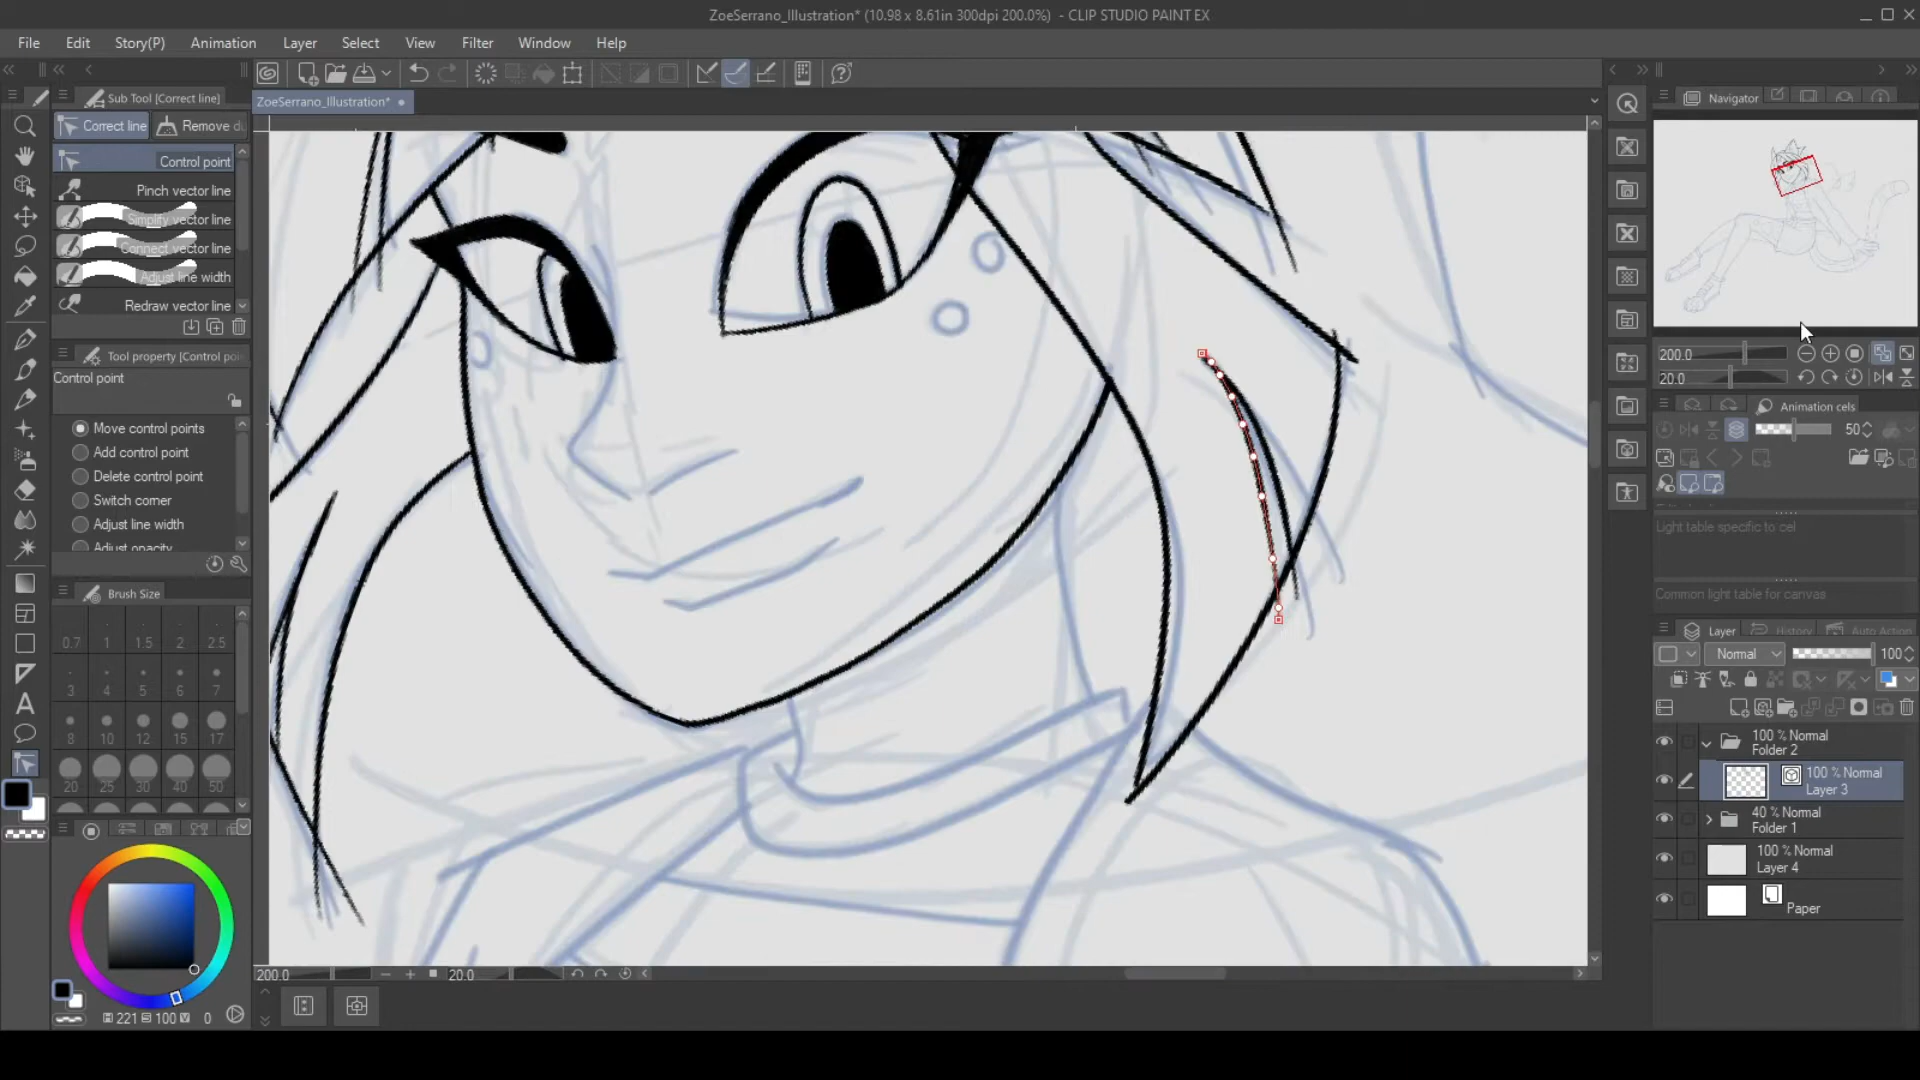 ZoeSerrano_Illustration* (10.98 x 8.61in 300dpi 200.0%) - CLIP STUDIO PAINT EX
File Edit Story(P) Animation Layer Select View Filter Window Help
Sub Tool [Correct line]
ZoeSerrano_Illustration*
Navigator
Correct line
Remove du
Control point
Pinch vector line
Simplify vector line
Connect vector line
Adjust line width
Redraw vector line
Tool property [Control poi
Control point
Move control points
Add control point
Delete control point
Switch corner
Adjust line width
Adjust opacity
Brush Size
0.7 1 1.5 2 2.5
3 4 5 6 7
8 10 12 15 17
20 25 30 40 50
H 221 S 100 V 0
200.0 20.0
200.0
20.0
Animation cels
50
Light table specific to cel
Common light table for canvas
Layer History Auto Action
Normal 100
100 % Normal
Folder 2
100 % Normal
Layer 3
40 % Normal
Folder 1
100 % Normal
Layer 4
Paper